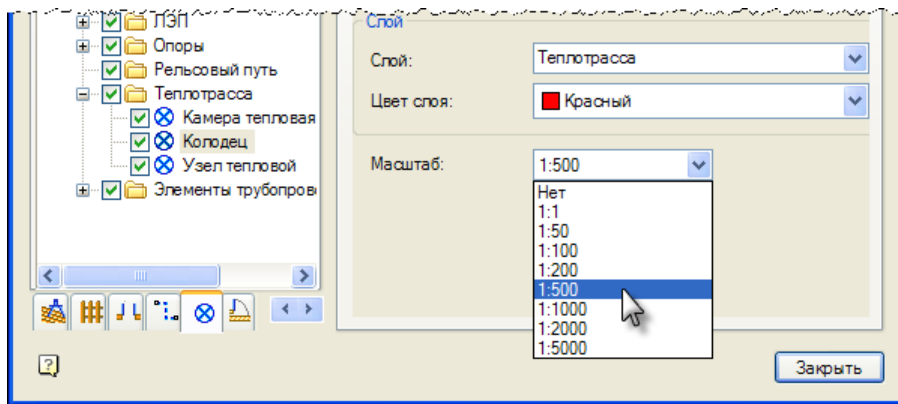 ЛЭП
Опоры
Рельсовый путь
Теплотрасса
Камера тепловая
Колодец
Узел тепловой
Элементы трубопров
Слой
Слой:
Теплотрасса
Цвет слоя:
Красный
Масштаб:
1:500
Нет
1:1
1:50
1:100
1:200
1:500
1:1000
1:2000
1:5000
Закрыть